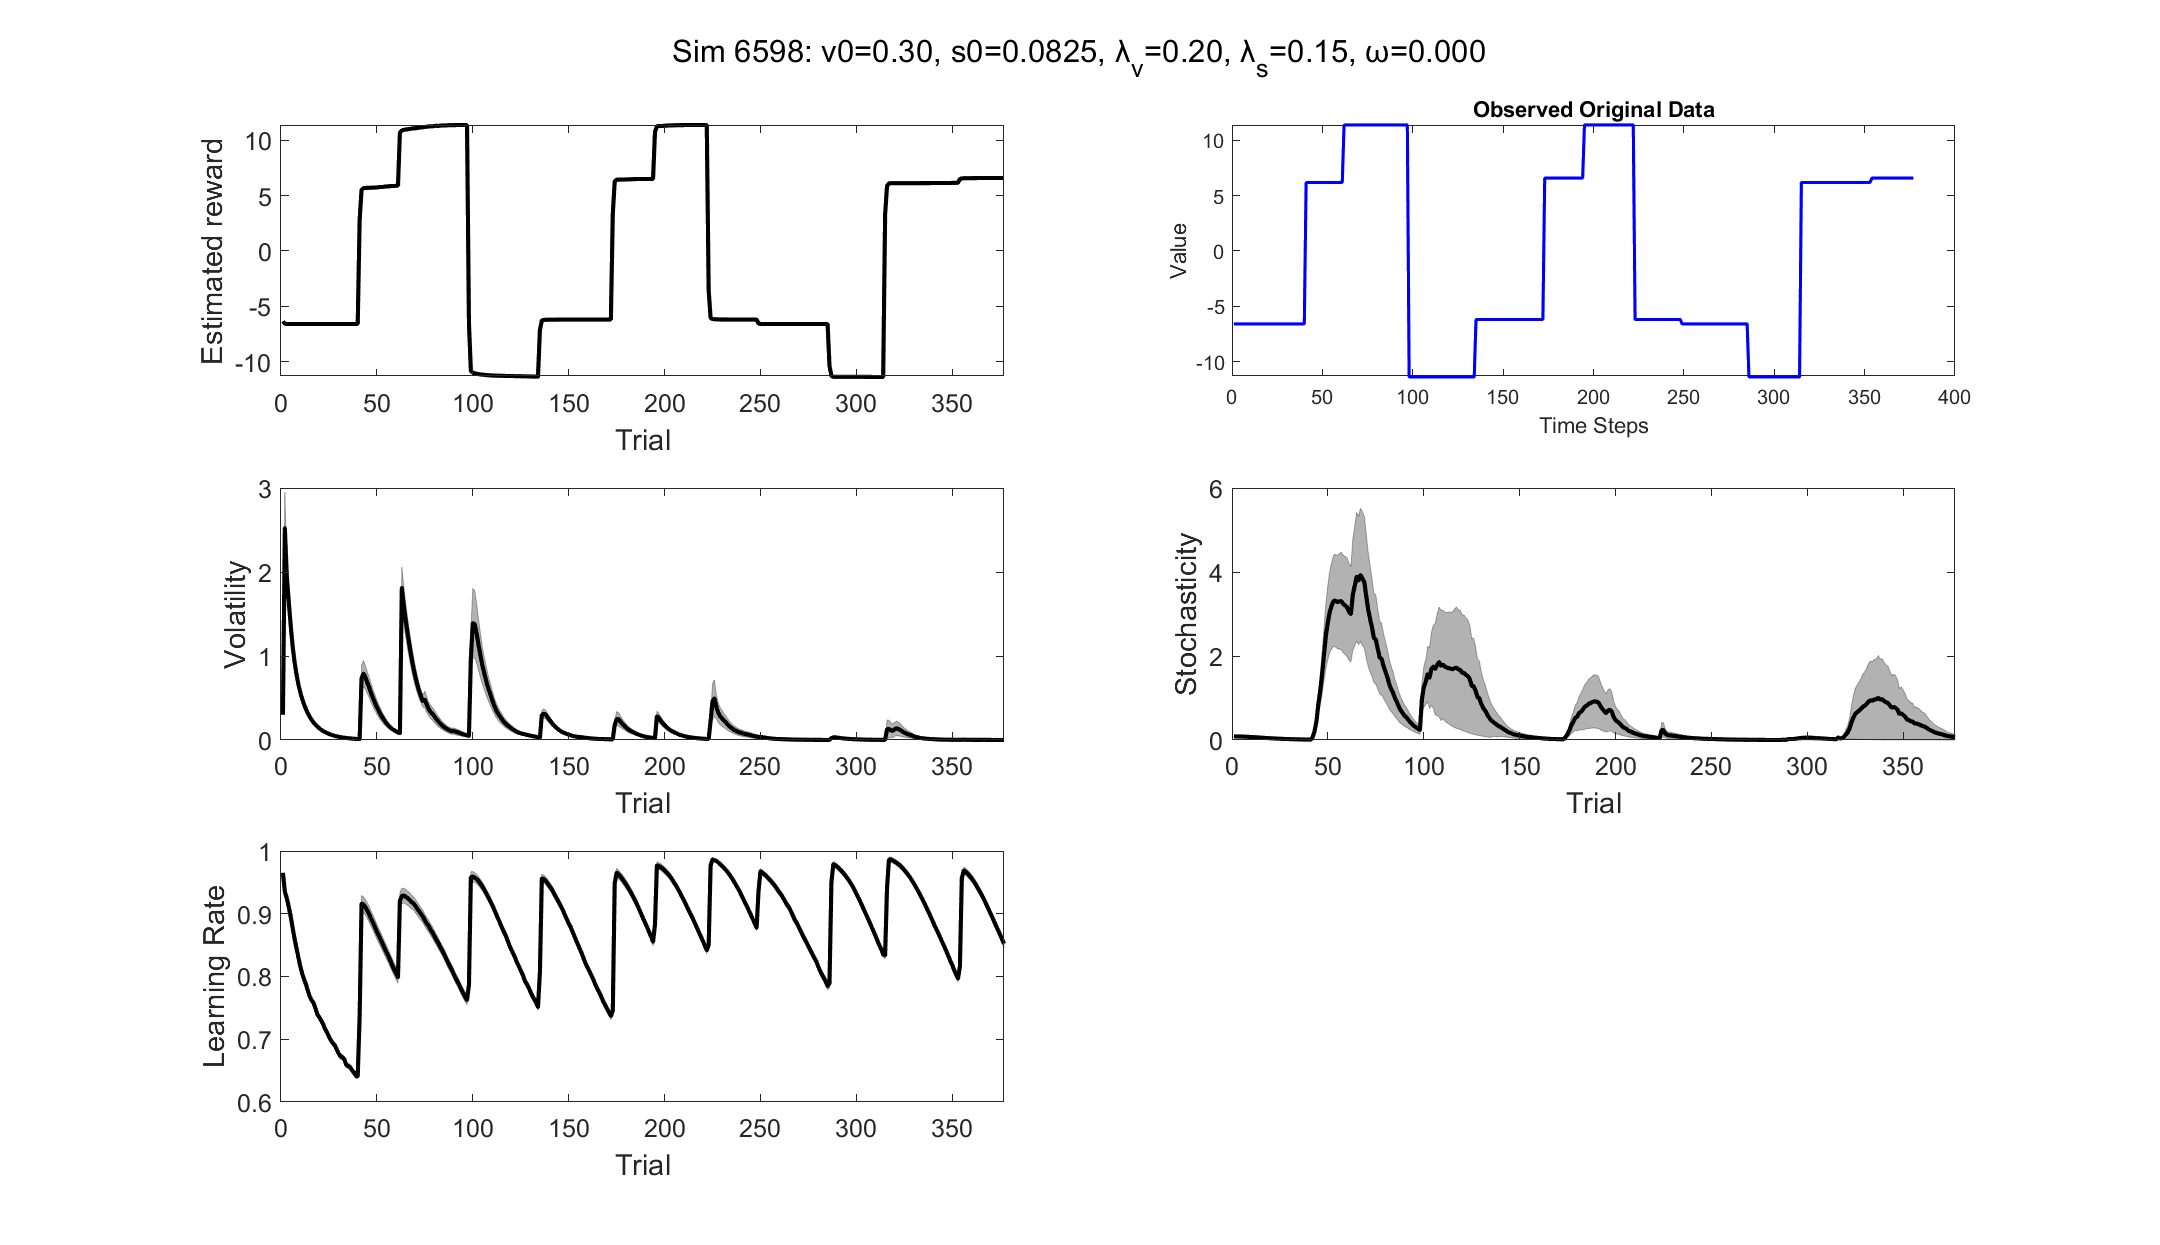 Sim 6598: v0=0.30, s0=0.0825, λ_v=0.20, λ_s=0.15, ω=0.000
Estimated reward
10
5
0
-5
-10
0 50 100 150 200 250 300 350
Trial
Observed Original Data
Value
10
5
0
-5
-10
0 50 100 150 200 250 300 350 400
Time Steps
Volatility
3
2
1
0
0 50 100 150 200 250 300 350
Trial
Stochasticity
6
4
2
0
0 50 100 150 200 250 300 350
Trial
Learning Rate
1
0.9
0.8
0.7
0.6
0 50 100 150 200 250 300 350
Trial